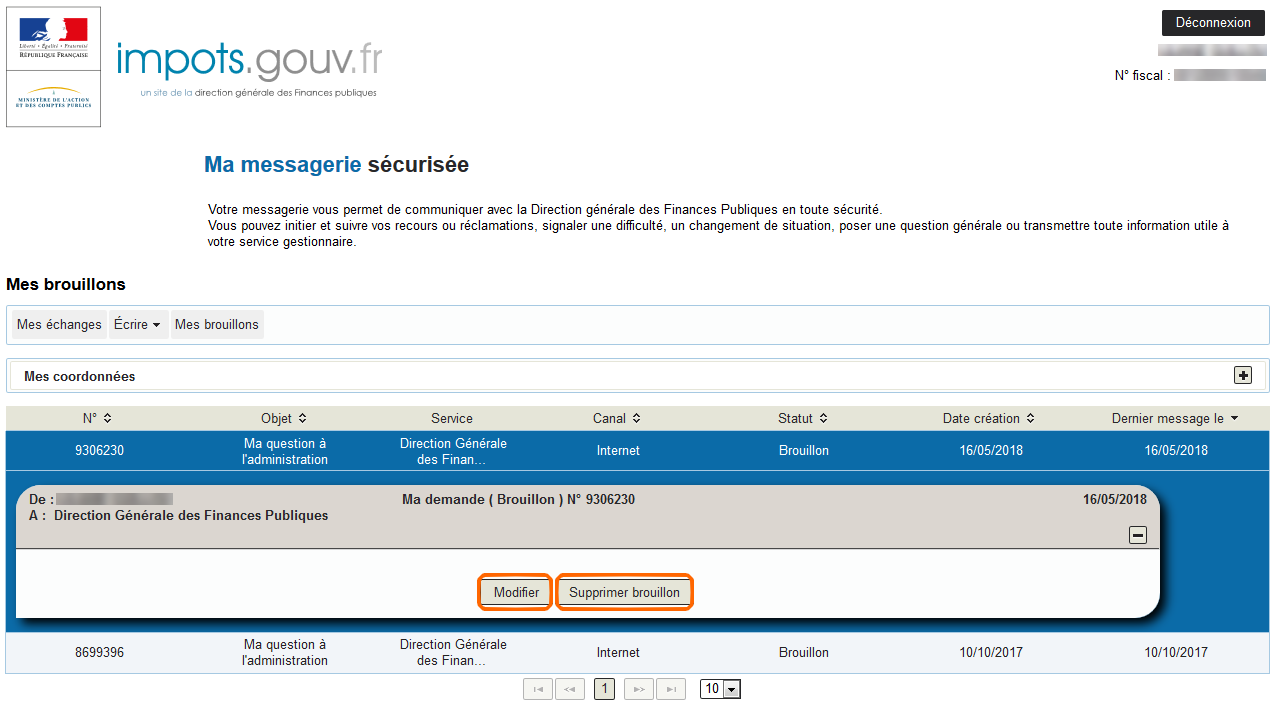 Liberté • Égalité • Fraternité
RÉPUBLIQUE FRANÇAISE
MINISTÈRE DE L'ACTION
ET DES COMPTES PUBLICS
impots.gouv.fr
un site de la direction générale des Finances publiques
Déconnexion
N° fiscal :
Ma messagerie sécurisée
Votre messagerie vous permet de communiquer avec la Direction générale des Finances Publiques en toute sécurité.
Vous pouvez initier et suivre vos recours ou réclamations, signaler une difficulté, un changement de situation, poser une question générale ou transmettre toute information utile à
votre service gestionnaire.
Mes brouillons
Mes échanges Écrire Mes brouillons
Mes coordonnées
N° Objet Service Canal Statut Date création Dernier message le
9306230 Ma question à l'administration Direction Générale des Finan... Internet Brouillon 16/05/2018 16/05/2018
De : Ma demande ( Brouillon ) N° 9306230 16/05/2018
A : Direction Générale des Finances Publiques
Modifier Supprimer brouillon
8699396 Ma question à l'administration Direction Générale des Finan... Internet Brouillon 10/10/2017 10/10/2017
1 10